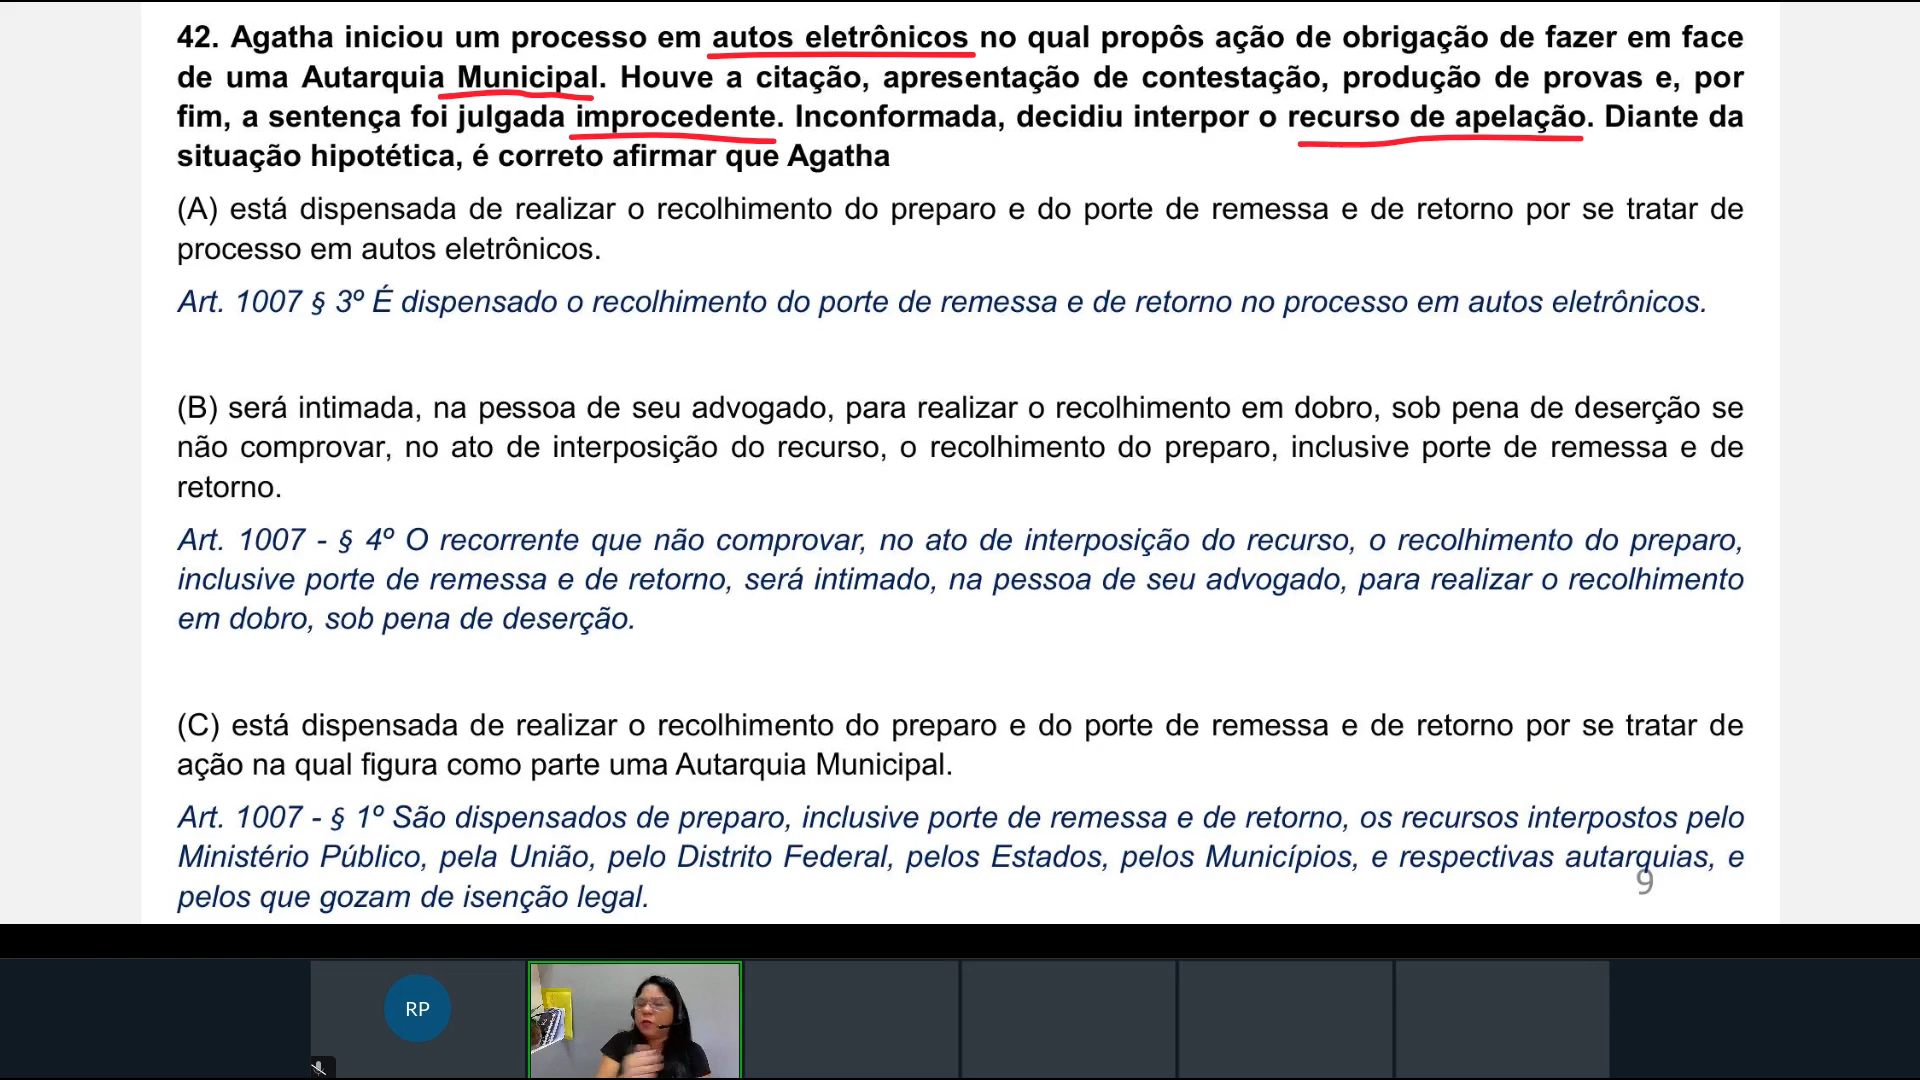 42. Agatha iniciou um processo em autos eletrônicos no qual propôs ação de obrigação de fazer em face
de uma Autarquia Municipal. Houve a citação, apresentação de contestação, produção de provas e, por
fim, a sentença foi julgada improcedente. Inconformada, decidiu interpor o recurso de apelação. Diante da
situação hipotética, é correto afirmar que Agatha
(A) está dispensada de realizar o recolhimento do preparo e do porte de remessa e de retorno por se tratar de
processo em autos eletrônicos.
Art. 1007 § 3º É dispensado o recolhimento do porte de remessa e de retorno no processo em autos eletrônicos.
(B) será intimada, na pessoa de seu advogado, para realizar o recolhimento em dobro, sob pena de deserção se
não comprovar, no ato de interposição do recurso, o recolhimento do preparo, inclusive porte de remessa e de
retorno.
Art. 1007 - § 4º O recorrente que não comprovar, no ato de interposição do recurso, o recolhimento do preparo,
inclusive porte de remessa e de retorno, será intimado, na pessoa de seu advogado, para realizar o recolhimento
em dobro, sob pena de deserção.
(C) está dispensada de realizar o recolhimento do preparo e do porte de remessa e de retorno por se tratar de
ação na qual figura como parte uma Autarquia Municipal.
Art. 1007 - § 1º São dispensados de preparo, inclusive porte de remessa e de retorno, os recursos interpostos pelo
Ministério Público, pela União, pelo Distrito Federal, pelos Estados, pelos Municípios, e respectivas autarquias, e
pelos que gozam de isenção legal.
9
RP